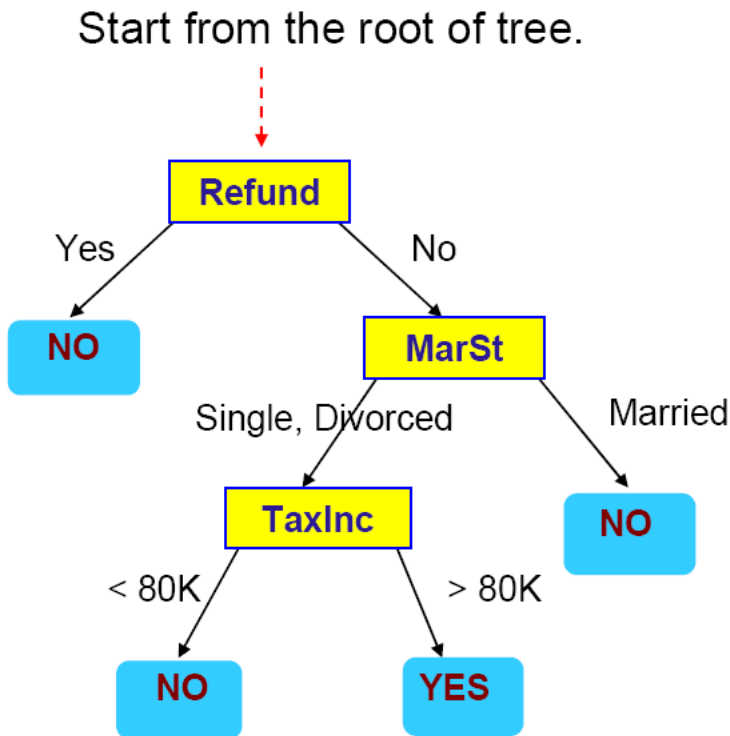 Start from the root of tree.
Refund
Yes
No
NO
MarSt
Single, Divorced
Married
TaxInc
NO
< 80K
> 80K
NO
YES